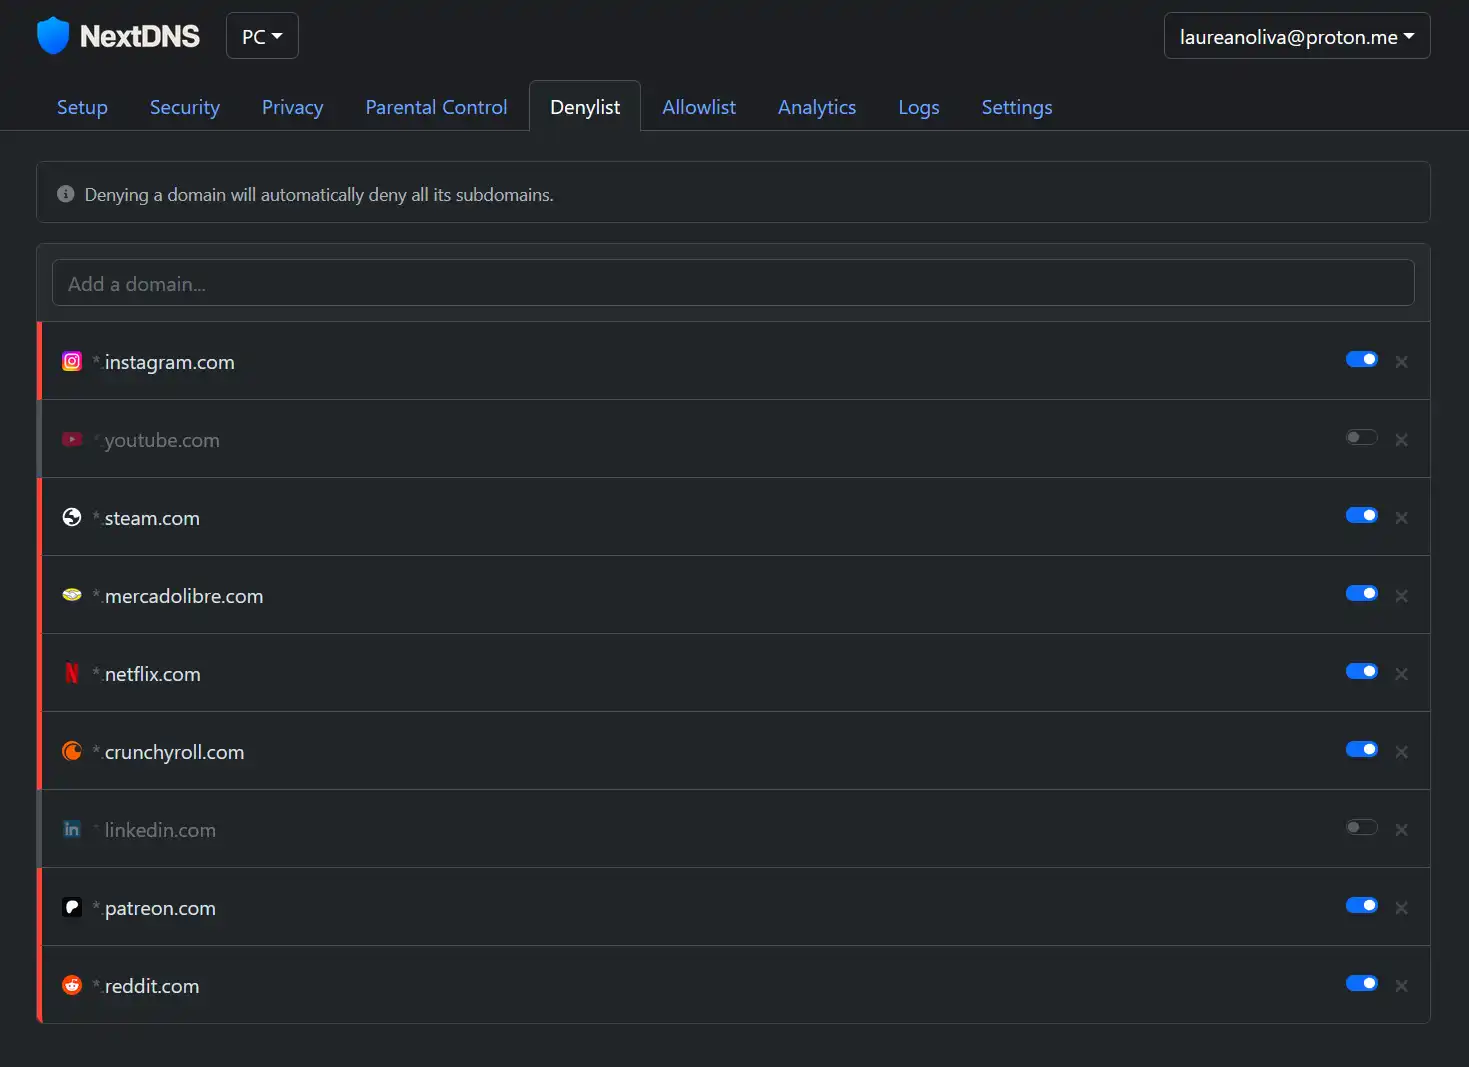 NextDNS
PC
laureanoliva@proton.me
Setup Security Privacy Parental Control Denylist Allowlist Analytics Logs Settings
Denying a domain will automatically deny all its subdomains.
Add a domain...
*.instagram.com
*.youtube.com
*.steam.com
*.mercadolibre.com
*.netflix.com
*.crunchyroll.com
*.linkedin.com
*.patreon.com
*.reddit.com